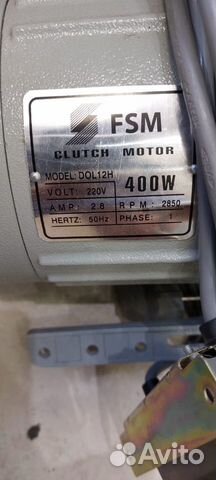 FSM
CLUTCH MOTOR
MODEL: DOL12H 400W
VOLT: 220V
AMP: 2.8 RPM: 2850
HERTZ: 50Hz PHASE: 1
Avito